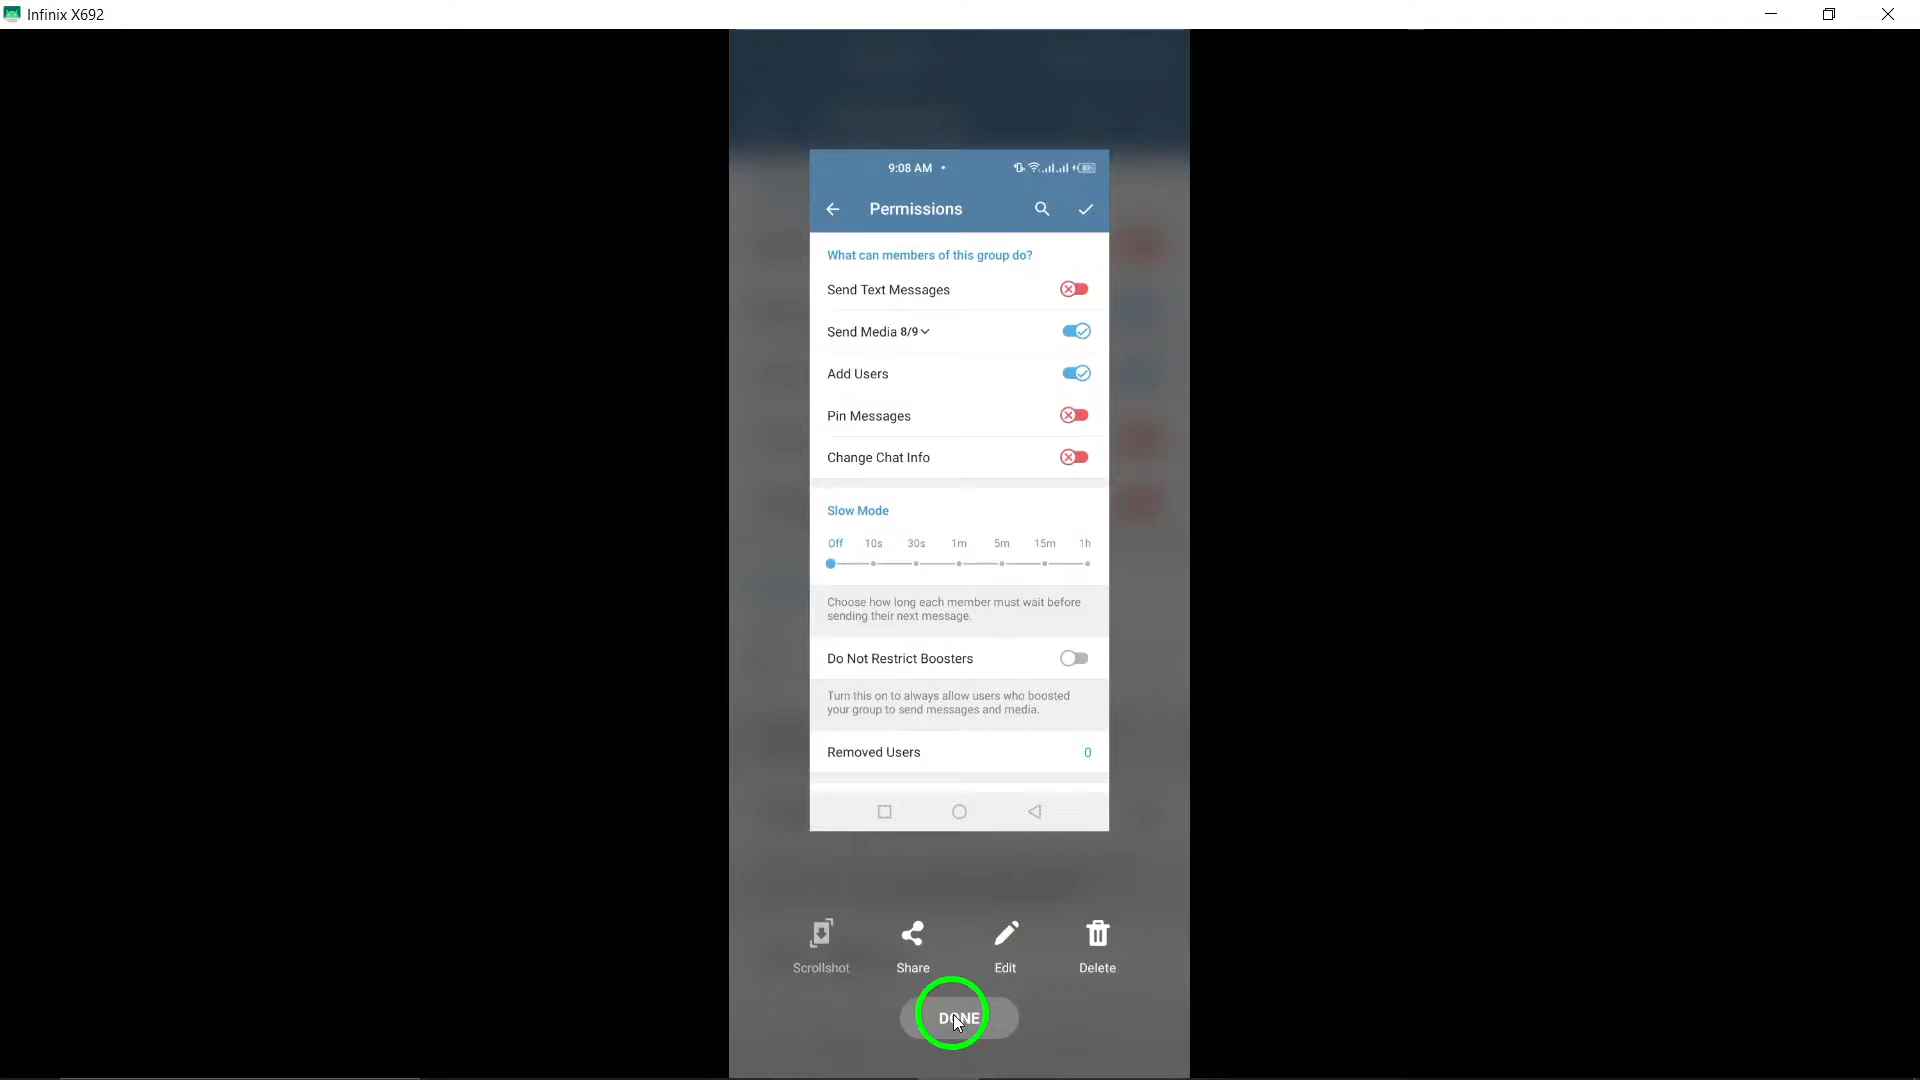 Infinix X692
9:08 AM
Permissions
What can members of this group do?
Send Text Messages
Send Media 8/9
Add Users
Pin Messages
Change Chat Info
Slow Mode
Off 10s 30s 1m 5m 15m 1h
Choose how long each member must wait before
sending their next message.
Do Not Restrict Boosters
Turn this on to always allow users who boosted
your group to send messages and media.
Removed Users 0
Scrollshot Share Edit Delete
DONE